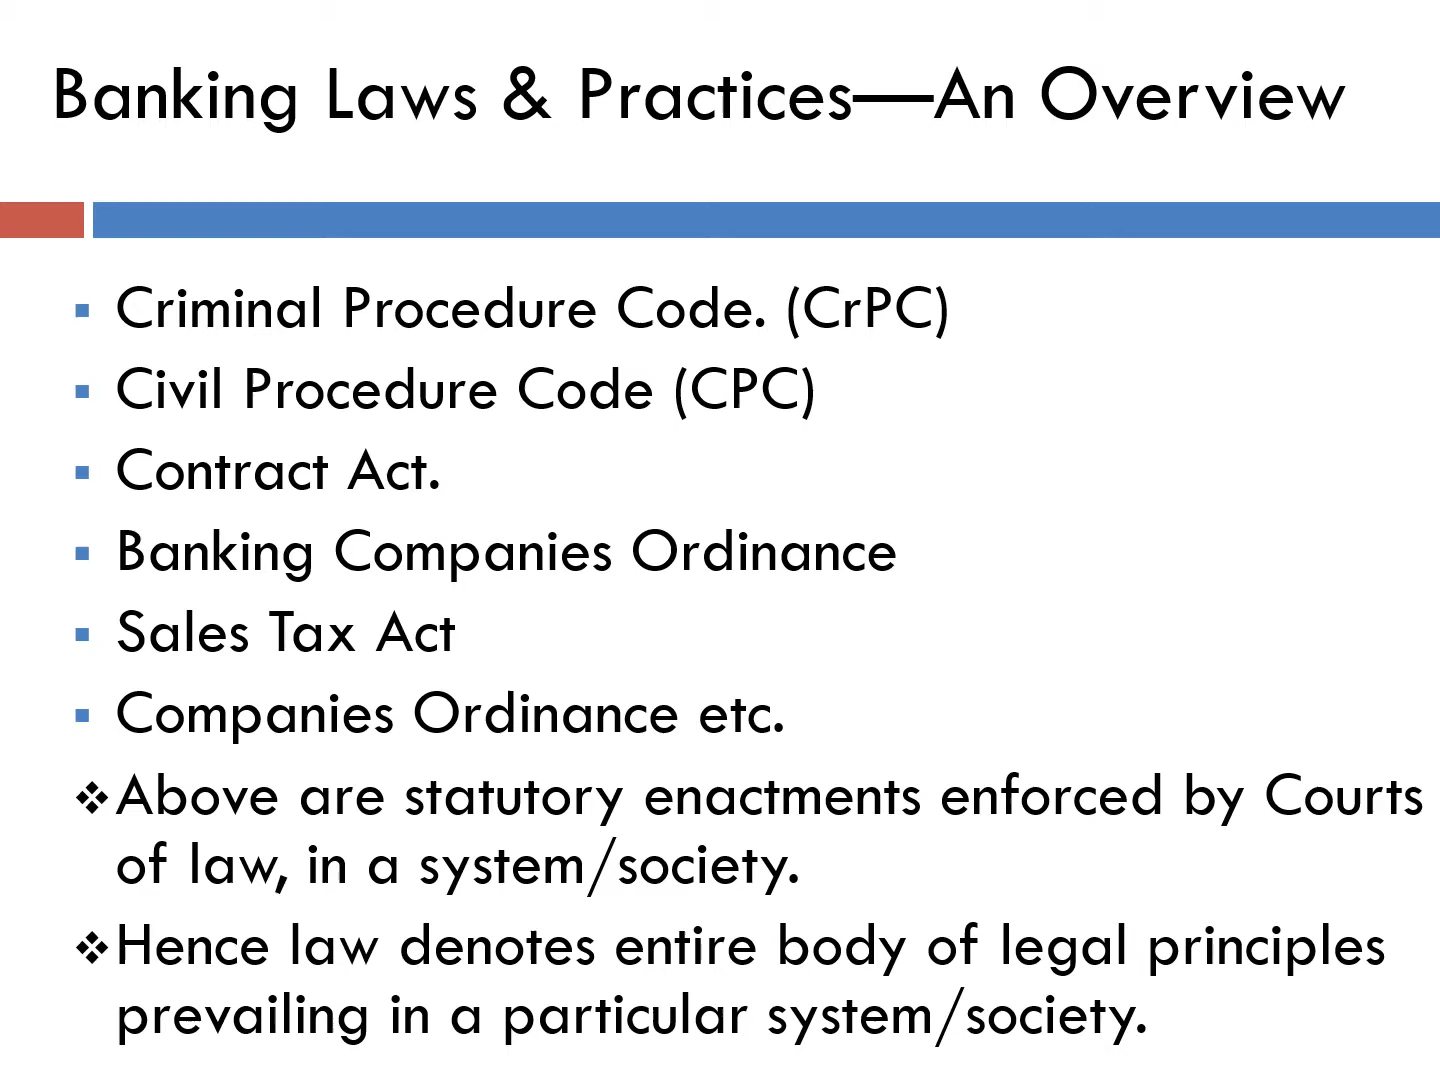 Banking Laws & Practices—An Overview
▪ Criminal Procedure Code. (CrPC)
▪ Civil Procedure Code (CPC)
▪ Contract Act.
▪ Banking Companies Ordinance
▪ Sales Tax Act
▪ Companies Ordinance etc.
❖Above are statutory enactments enforced by Courts
of law, in a system/society.
❖Hence law denotes entire body of legal principles
prevailing in a particular system/society.